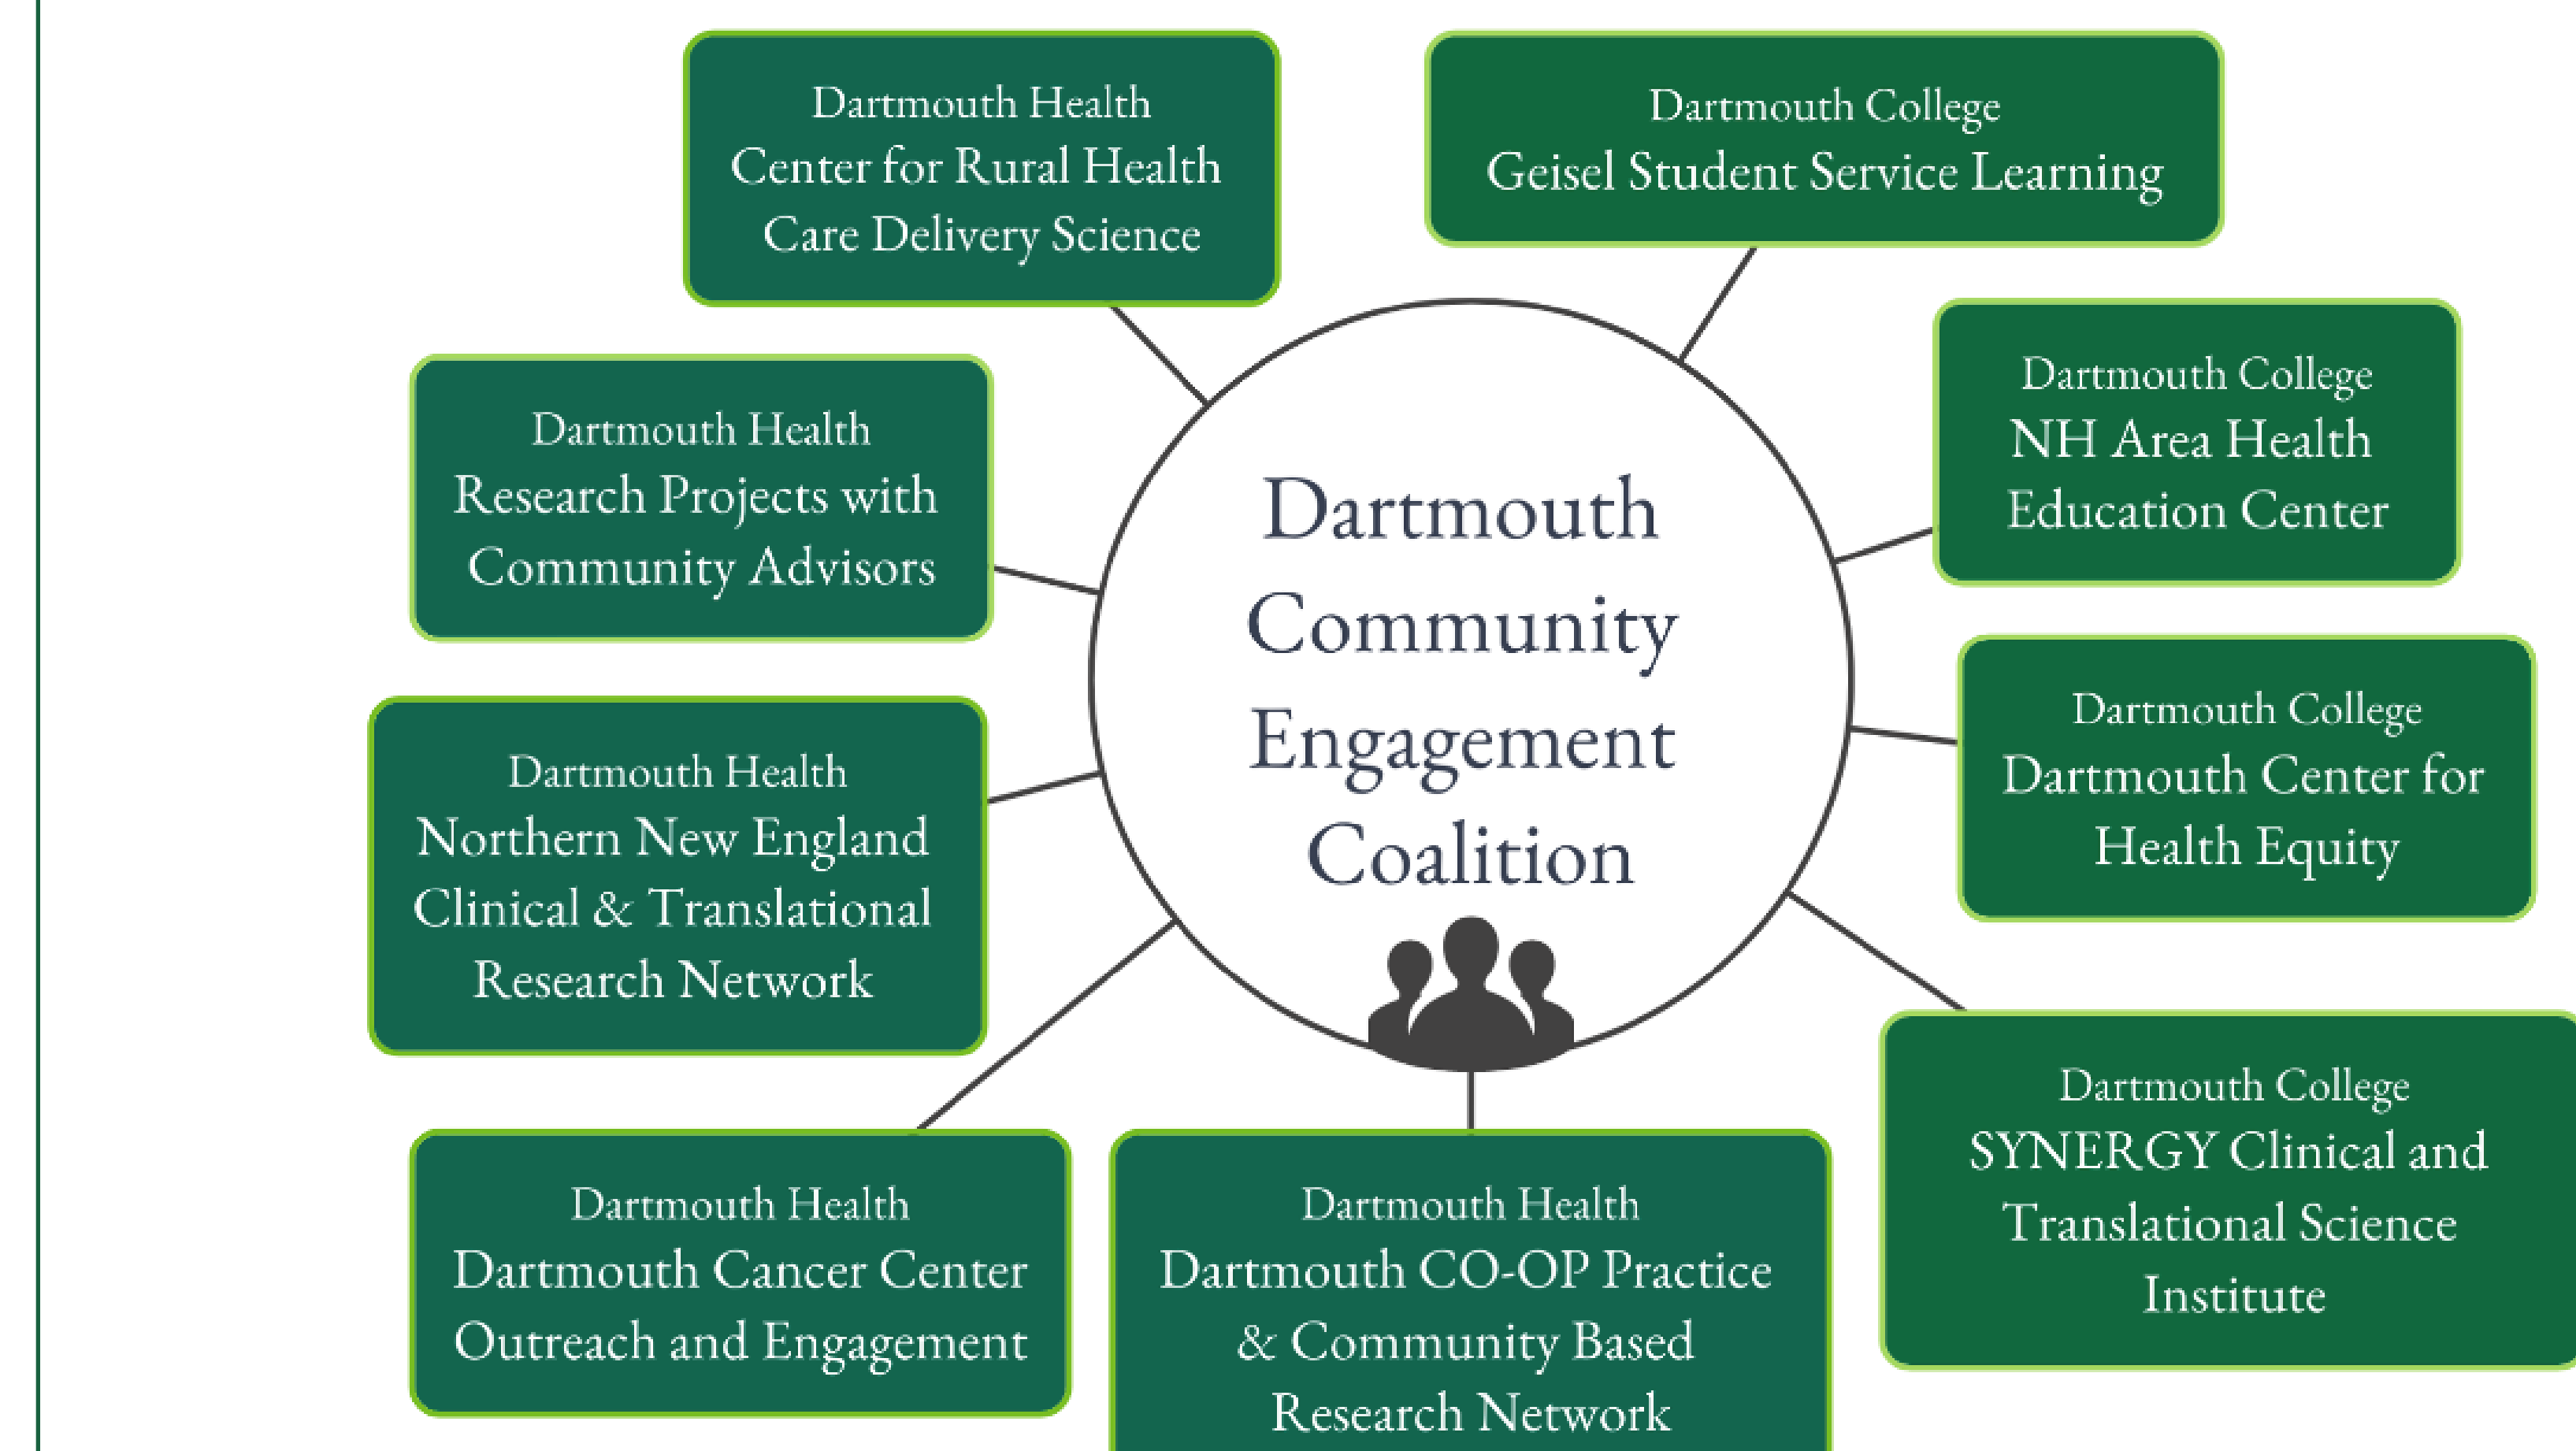 Dartmouth Health
Center for Rural Health
Care Delivery Science
Dartmouth College
Geisel Student Service Learning
Dartmouth Health
Research Projects with
Community Advisors
Dartmouth College
NH Area Health
Education Center
Dartmouth
Community
Engagement
Coalition
Dartmouth Health
Northern New England
Clinical & Translational
Research Network
Dartmouth College
Dartmouth Center for
Health Equity
Dartmouth Health
Dartmouth Cancer Center
Outreach and Engagement
Dartmouth Health
Dartmouth CO-OP Practice
& Community Based
Research Network
Dartmouth College
SYNERGY Clinical and
Translational Science
Institute